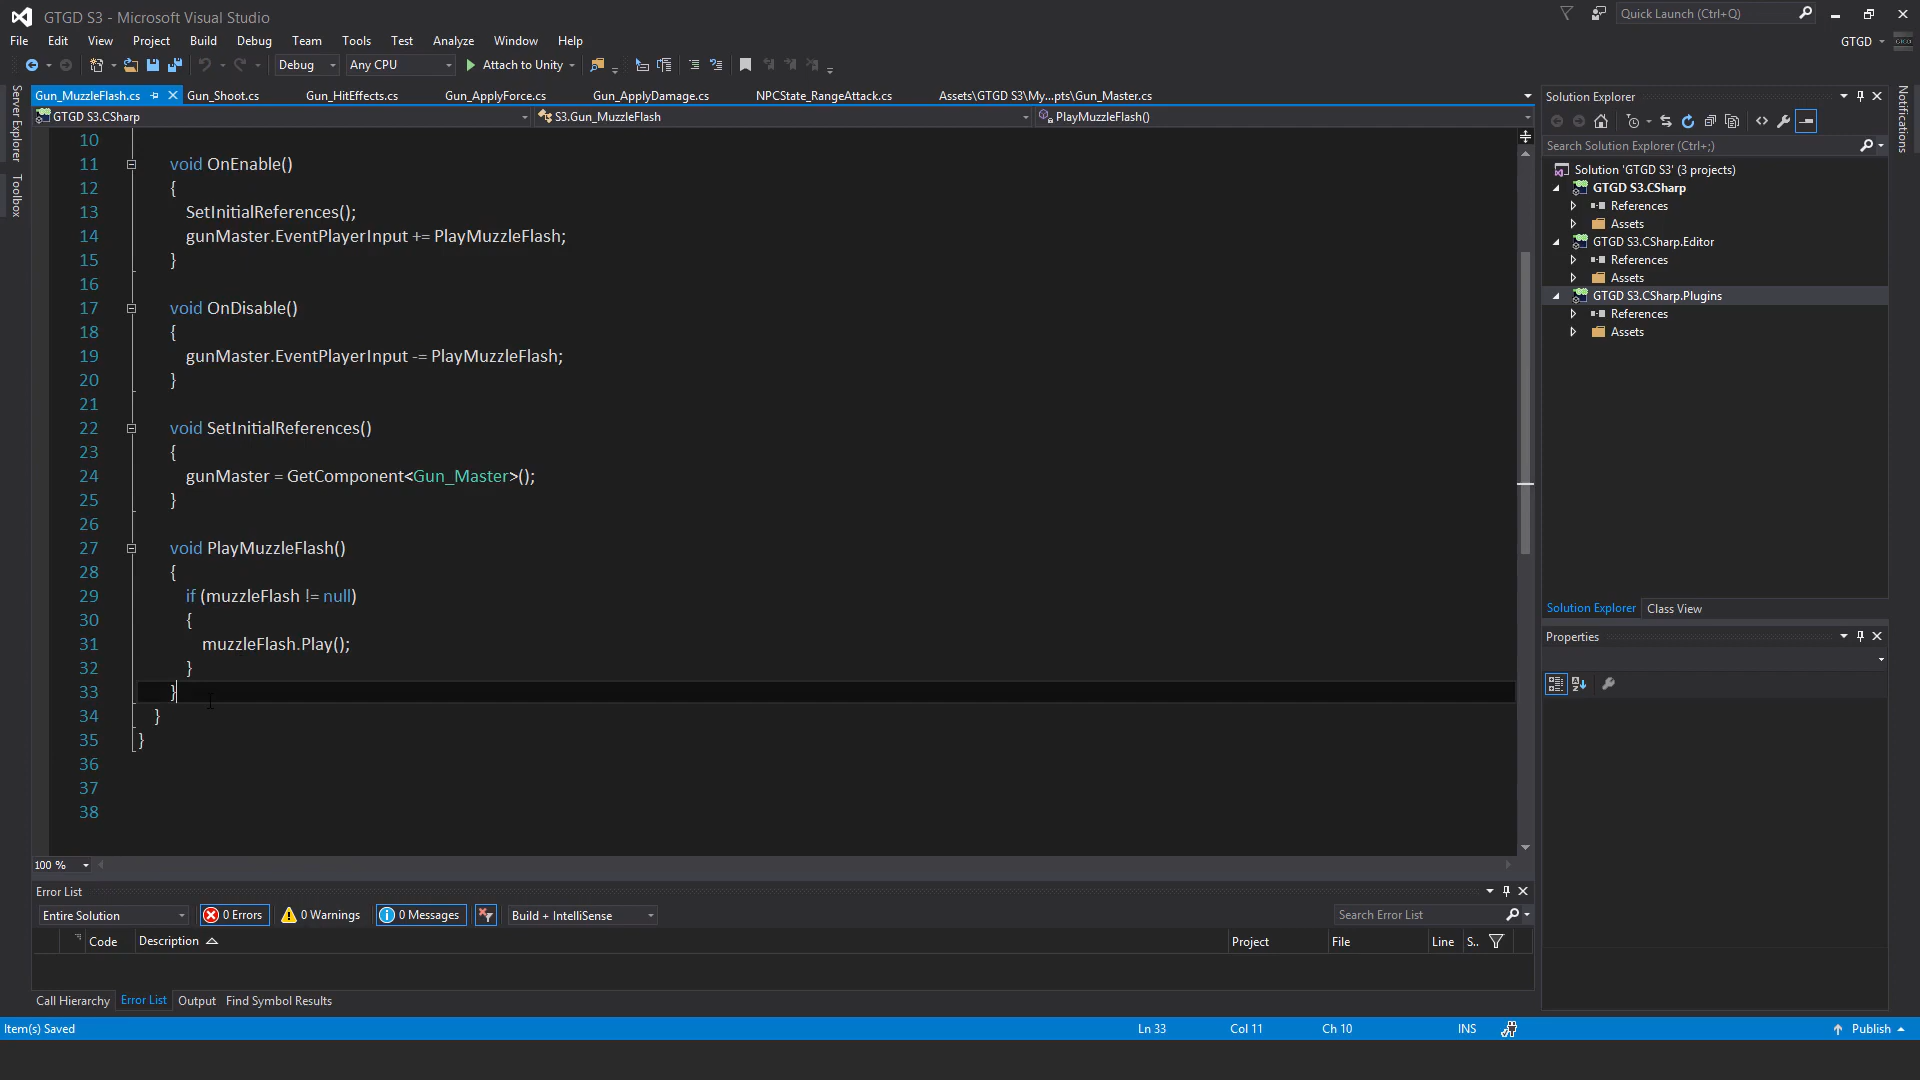 GTGD S3 - Microsoft Visual Studio
Quick Launch (Ctrl+Q)
File Edit View Project Build Debug Team Tools Test Analyze Window Help
GTGD
Debug Any CPU Attach to Unity
Gun_MuzzleFlash.cs Gun_Shoot.cs Gun_HitEffects.cs Gun_ApplyForce.cs Gun_ApplyDamage.cs NPCState_RangeAttack.cs Assets\GTGD S3\My...pts\Gun_Master.cs
GTGD S3.CSharp S3.Gun_MuzzleFlash PlayMuzzleFlash()
Server Explorer
Toolbox
10
11 void OnEnable()
12 {
13 SetInitialReferences();
14 gunMaster.EventPlayerInput += PlayMuzzleFlash;
15 }
16
17 void OnDisable()
18 {
19 gunMaster.EventPlayerInput -= PlayMuzzleFlash;
20 }
21
22 void SetInitialReferences()
23 {
24 gunMaster = GetComponent<Gun_Master>();
25 }
26
27 void PlayMuzzleFlash()
28 {
29 if (muzzleFlash != null)
30 {
31 muzzleFlash.Play();
32 }
33 }
34 }
35 }
36
37
38
100 %
Solution Explorer
Search Solution Explorer (Ctrl+;)
Solution 'GTGD S3' (3 projects)
GTGD S3.CSharp
References
Assets
GTGD S3.CSharp.Editor
References
Assets
GTGD S3.CSharp.Plugins
References
Assets
Solution Explorer Class View
Properties
Notifications
Error List
Entire Solution 0 Errors 0 Warnings 0 Messages Build + IntelliSense Search Error List
Code Description Project File Line S..
Call Hierarchy Error List Output Find Symbol Results
Item(s) Saved Ln 33 Col 11 Ch 10 INS Publish